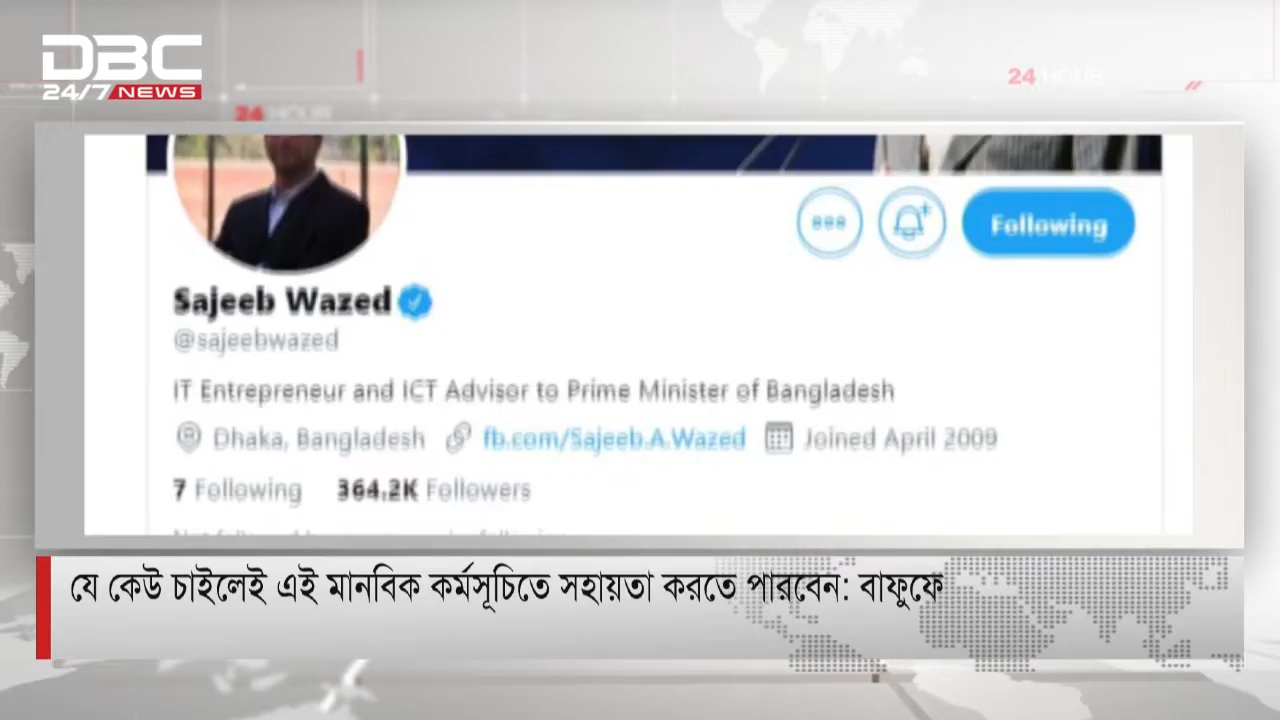 DBC
24/7 NEWS
24 HOUR
24 HOUR
Following
Sajeeb Wazed
@sajeebwazed
IT Entrepreneur and ICT Advisor to Prime Minister of Bangladesh
Dhaka, Bangladesh fb.com/Sajeeb.A.Wazed Joined April 2009
7 Following 364.2K Followers
যে কেউ চাইলেই এই মানবিক কর্মসূচিতে সহায়তা করতে পারবেন: বাফুফে